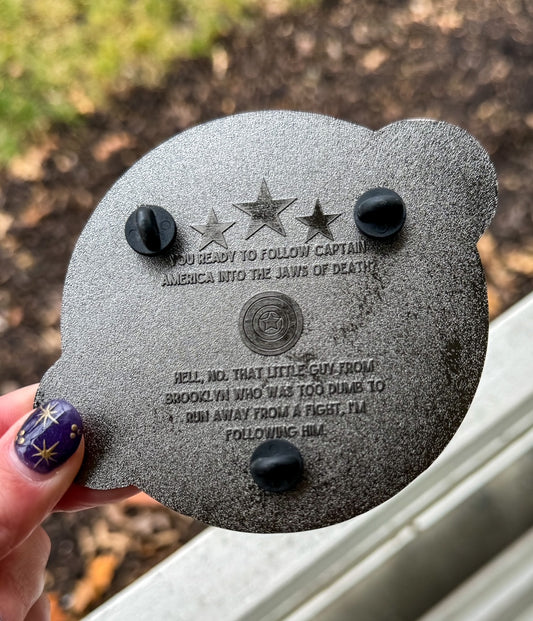 YOU READY TO FOLLOW CAPTAIN
AMERICA INTO THE JAWS OF DEATH?
HELL, NO. THAT LITTLE GUY FROM
BROOKLYN WHO WAS TOO DUMB TO
RUN AWAY FROM A FIGHT, I'M
FOLLOWING HIM.